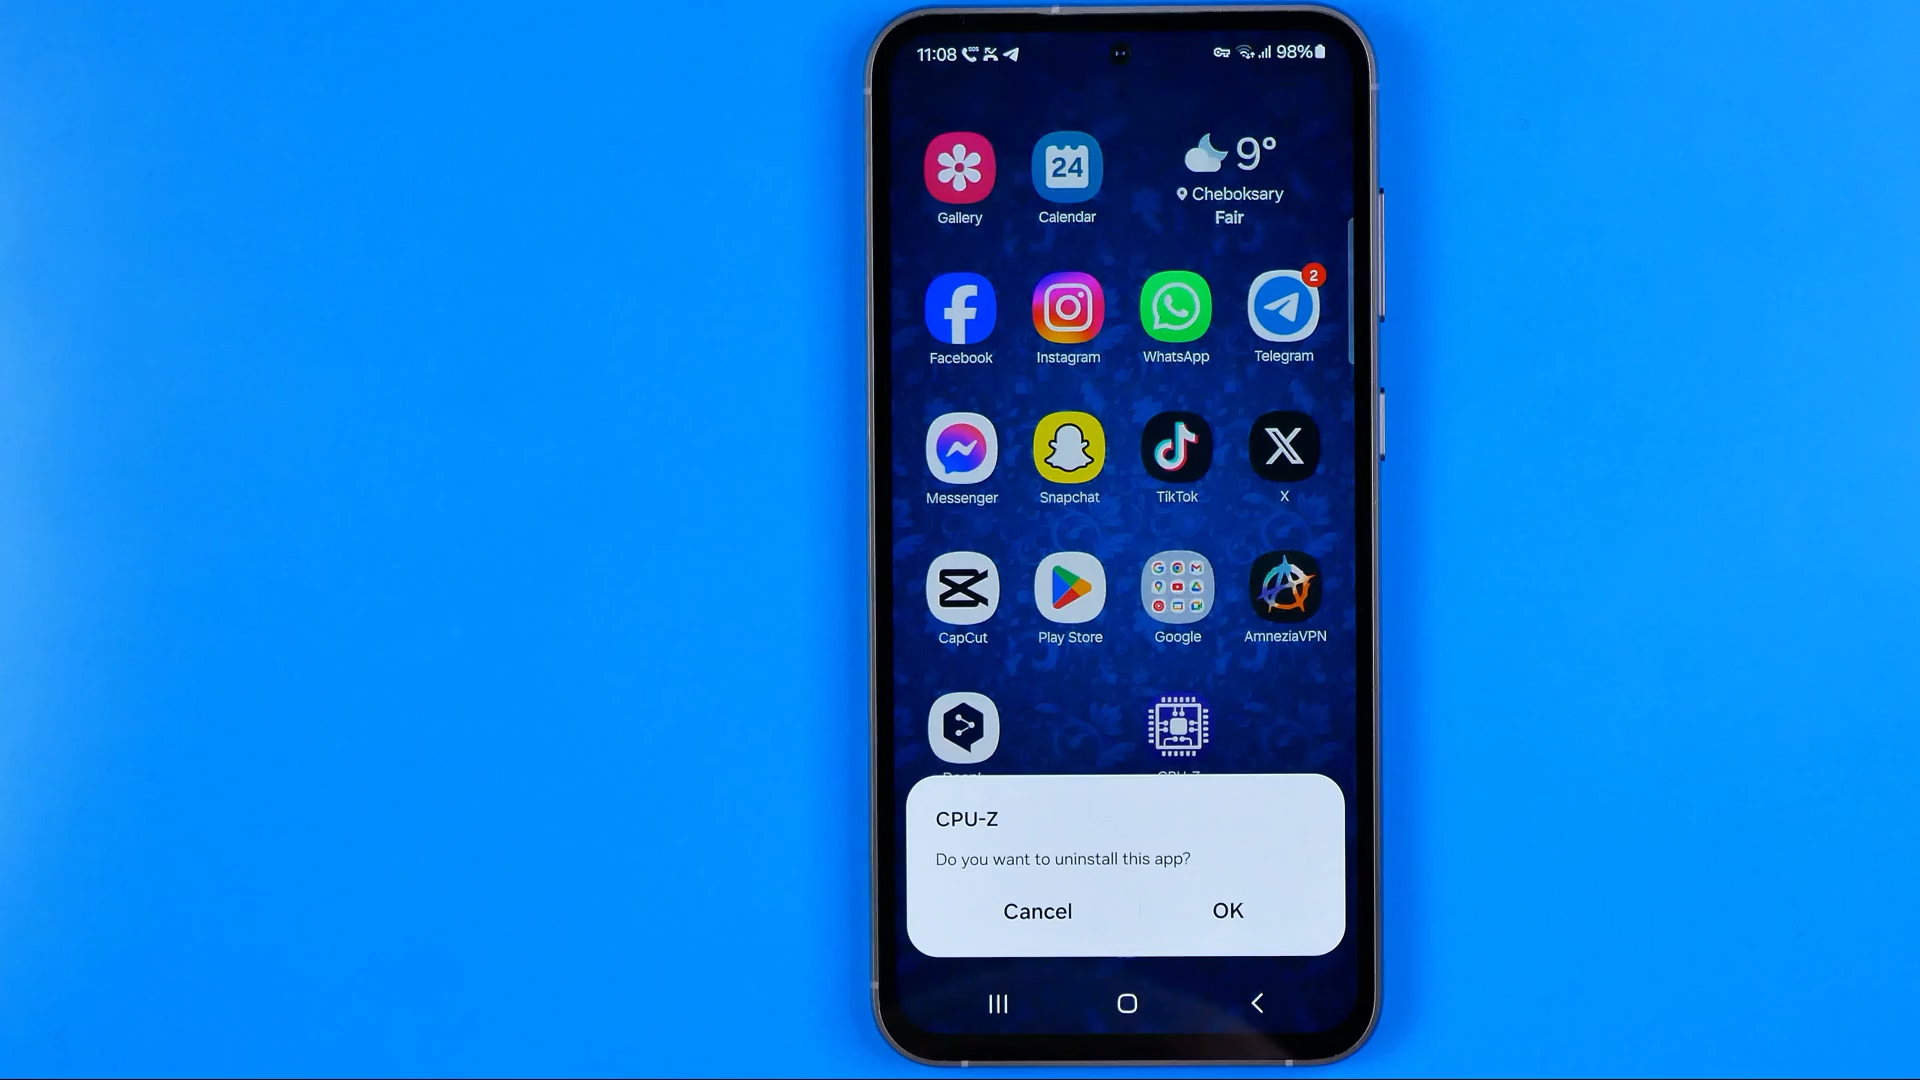 11:08 98%
9°
24 Cheboksary
Gallery Calendar Fair
2
Facebook Instagram WhatsApp Telegram
Messenger Snapchat TikTok X
CapCut Play Store Google AmneziaVPN
CPU-Z
CPU-Z
Do you want to uninstall this app?
Cancel OK